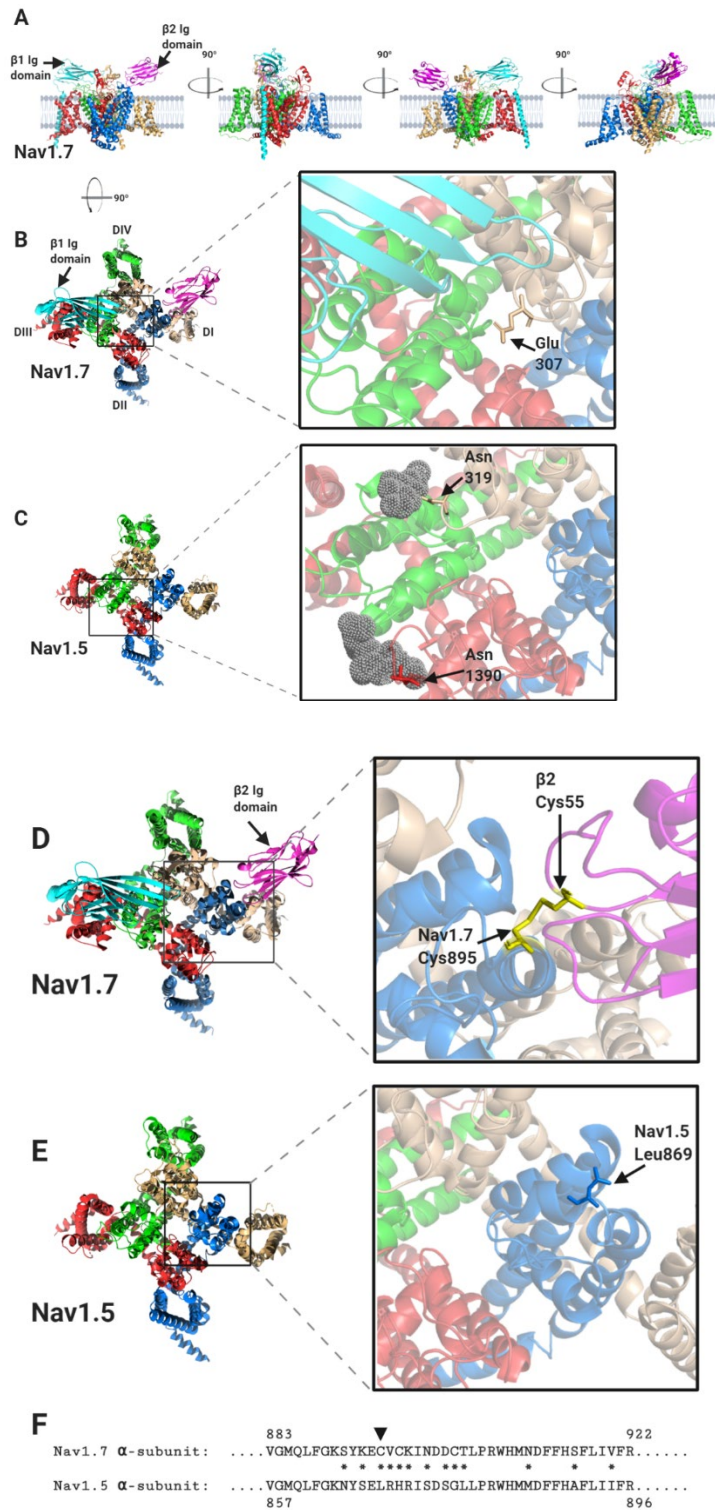 A
β1 Ig
domain
β2 Ig
domain
90°
90°
90°
Nav1.7
90°
B
DIV
β1 Ig
domain
DIII
DI
Nav1.7
DII
Glu
307
C
Nav1.5
Asn
319
Asn
1390
D
β2 Ig
domain
Nav1.7
β2
Cys55
Nav1.7
Cys895
E
Nav1.5
Nav1.5
Leu869
F
883 922
Nav1.7 α-subunit: ....VGMQLFGKSYKECVCKINDDCTLPRWHMNDFFHSFLIVFR......
* **** * *** * * *
Nav1.5 α-subunit: ....VGMQLFGKNYSELRHRISDSGLLPRWHMMDFFHAFLIIFR......
857 896